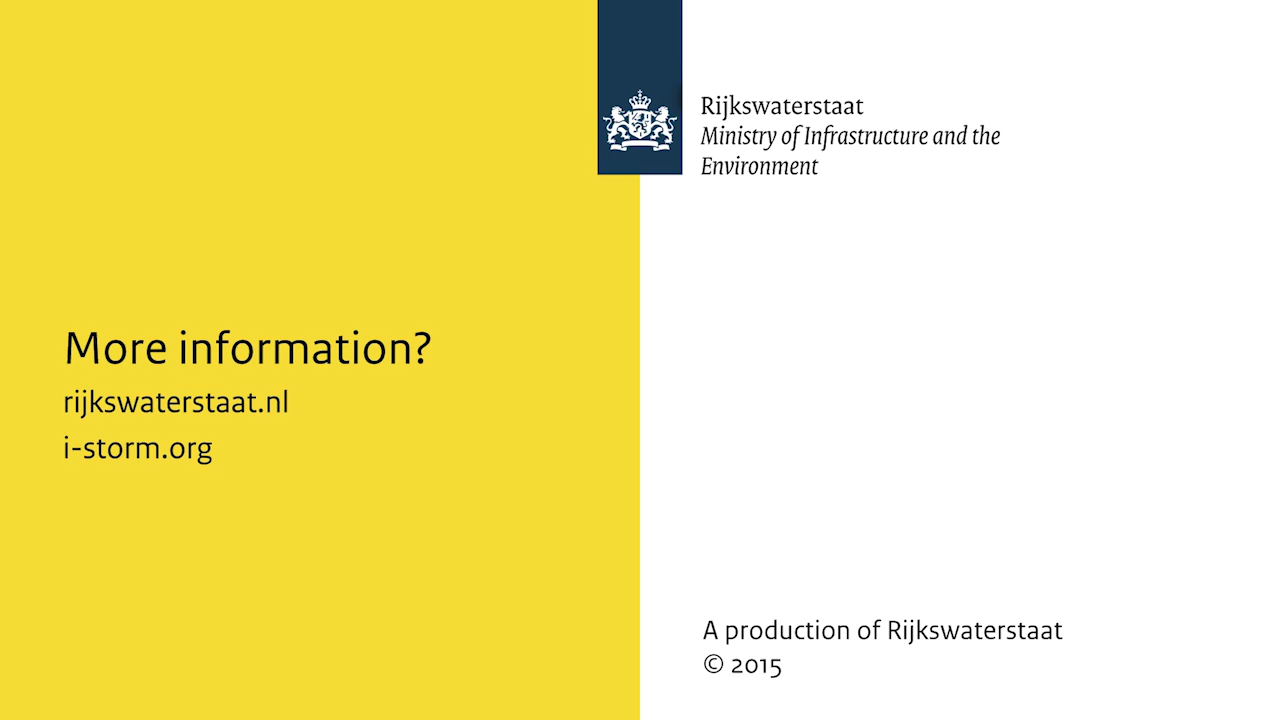 Rijkswaterstaat
Ministry of Infrastructure and the
Environment
More information?
rijkswaterstaat.nl
i-storm.org
A production of Rijkswaterstaat
© 2015